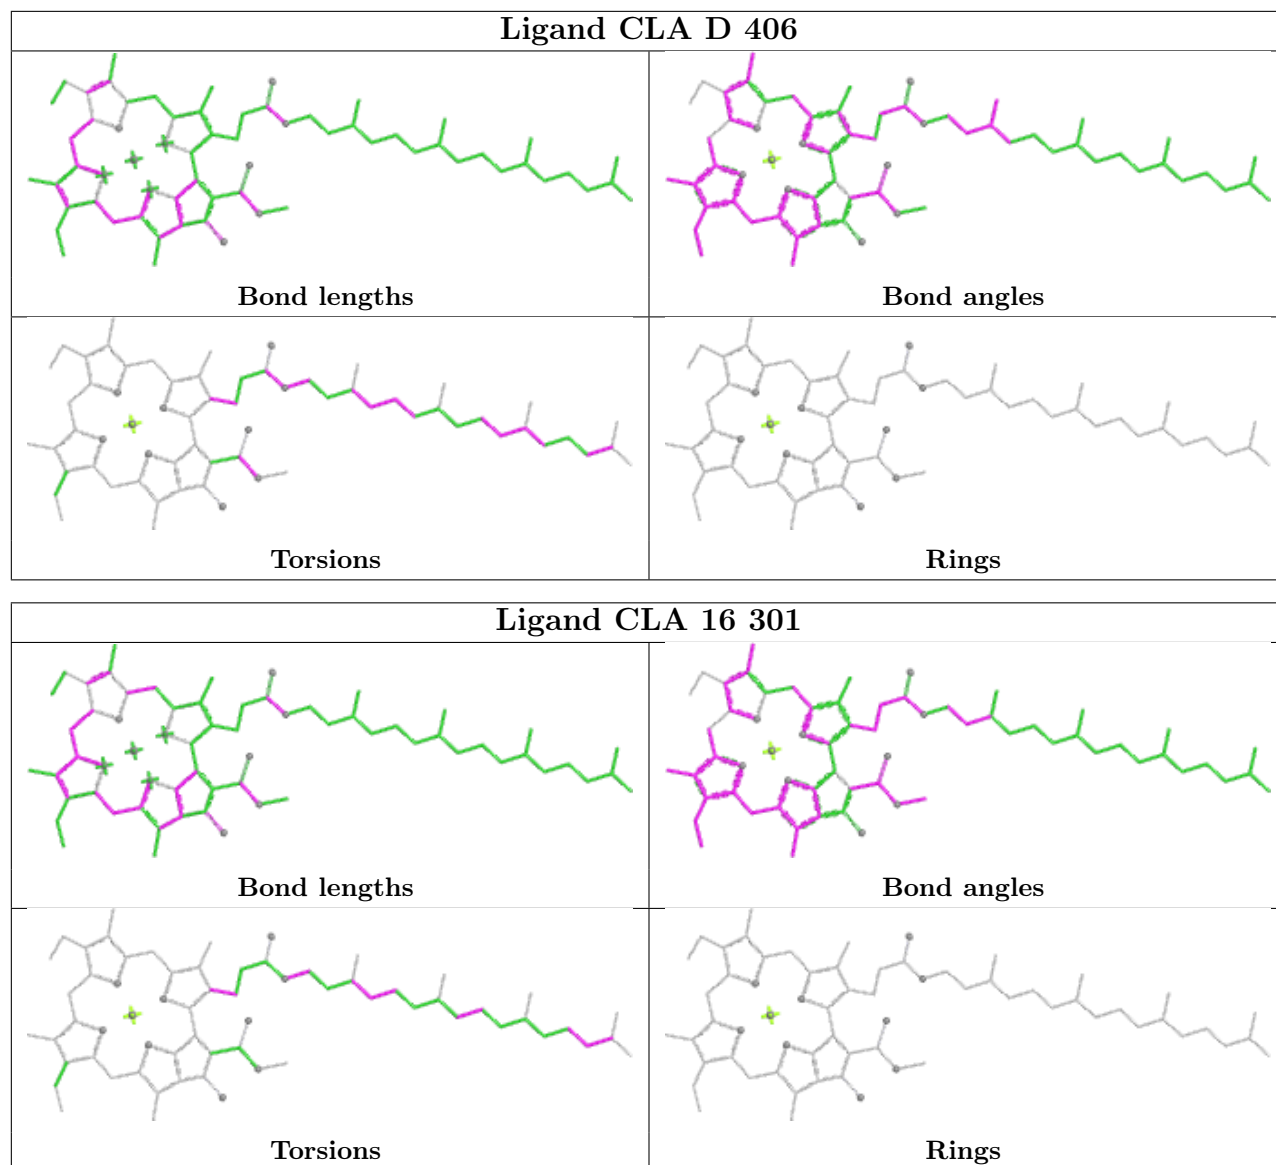 Ligand CLA D 406
Bond lengths
Bond angles
Torsions
Rings
Ligand CLA 16 301
Bond lengths
Bond angles
Torsions
Rings